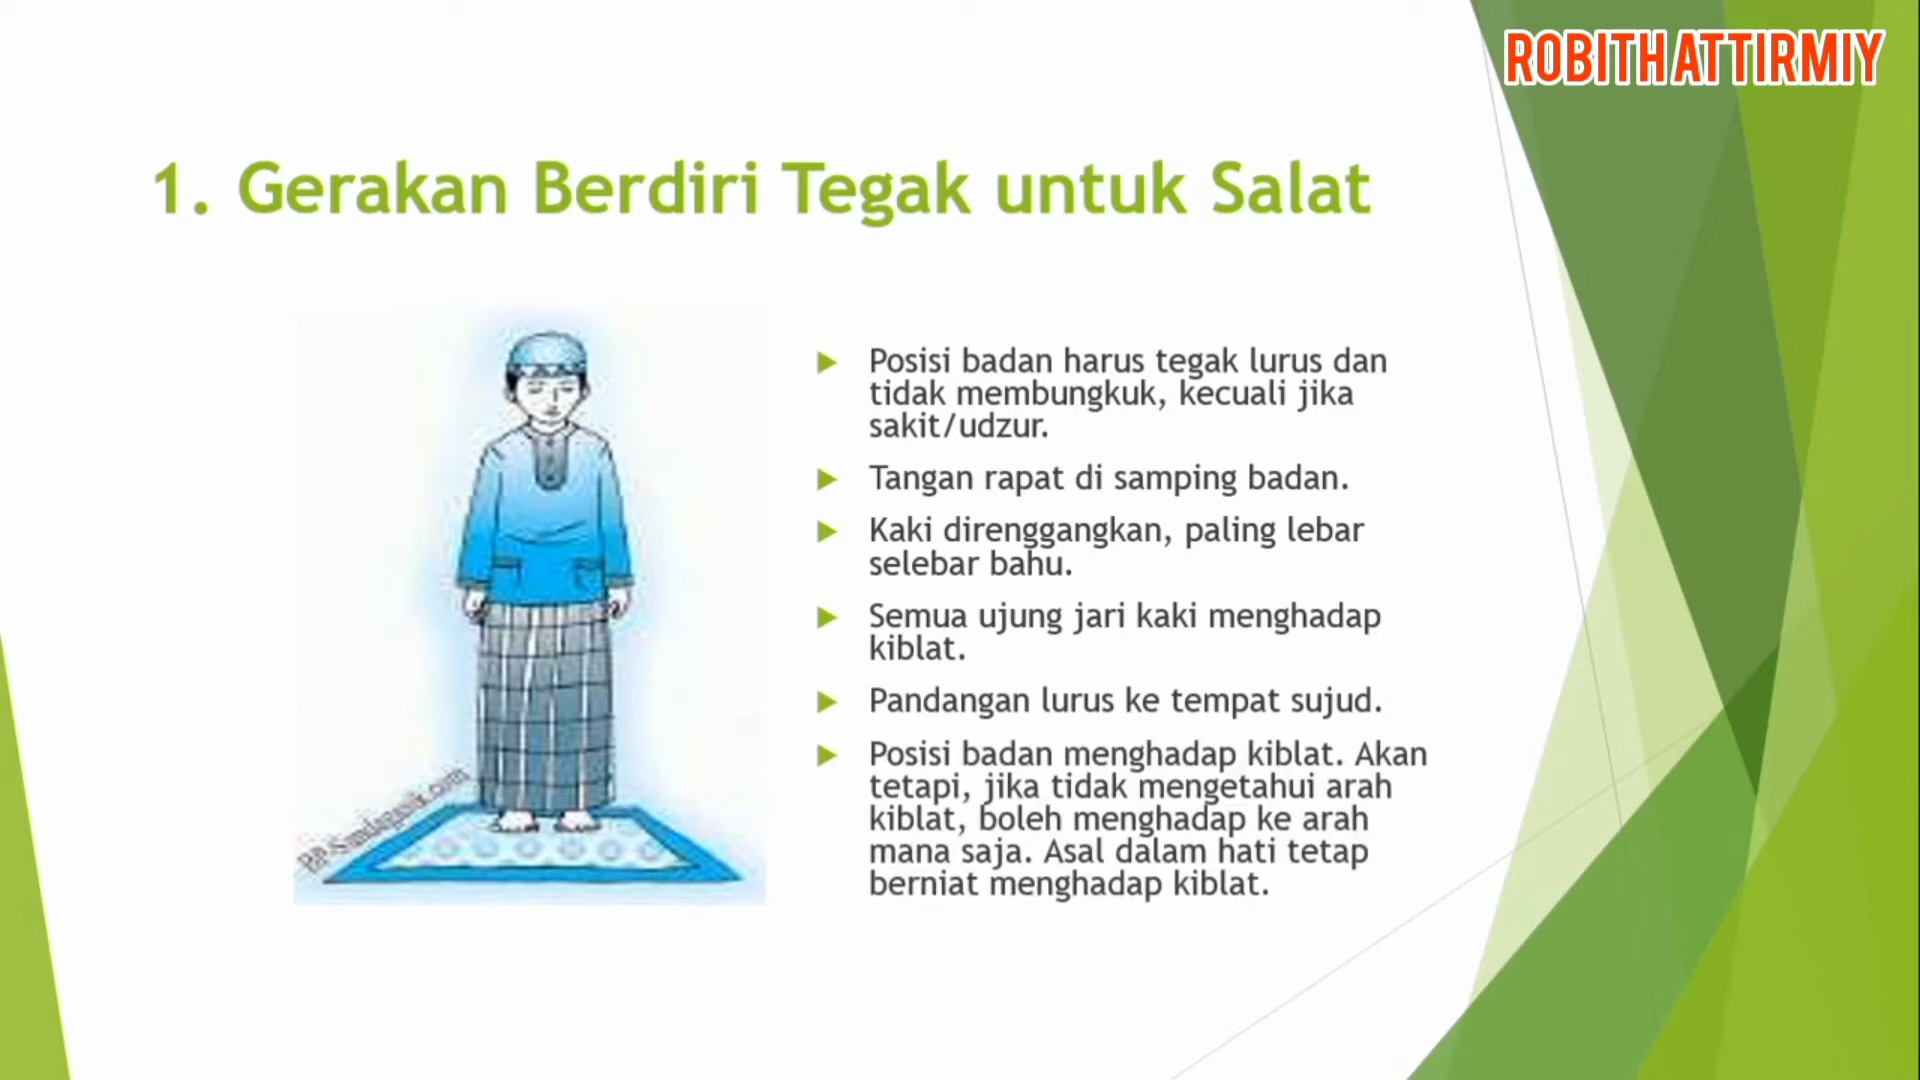 ROBITH ATTIRMIY
1. Gerakan Berdiri Tegak untuk Salat
Posisi badan harus tegak lurus dan
tidak membungkuk, kecuali jika
sakit/udzur.
Tangan rapat di samping badan.
Kaki direnggangkan, paling lebar
selebar bahu.
Semua ujung jari kaki menghadap
kiblat.
Pandangan lurus ke tempat sujud.
Posisi badan menghadap kiblat. Akan
tetapi, jika tidak mengetahui arah
kiblat, boleh menghadap ke arah
mana saja. Asal dalam hati tetap
berniat menghadap kiblat.